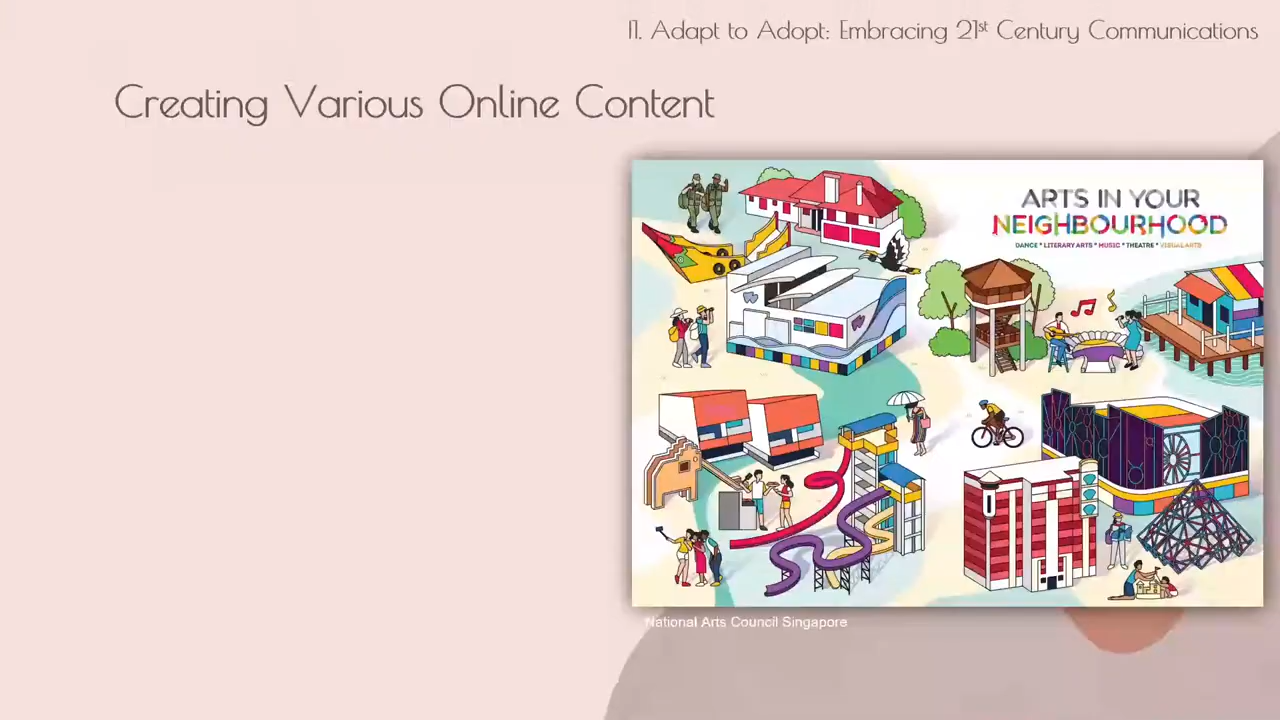 II. Adapt to Adopt: Embracing 21st Century Communications
Creating Various Online Content
ARTS IN YOUR
NEIGHBOURHOOD
DANCE * LITERARY ARTS * MUSIC * THEATRE * VISUAL ARTS
National Arts Council Singapore